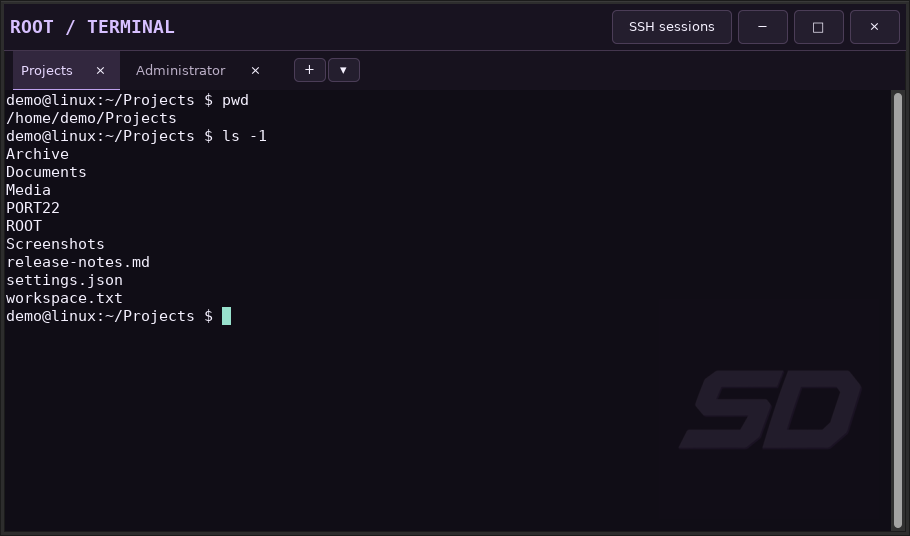 ROOT / TERMINAL
SSH sessions
Projects
Administrator
demo@linux:~/Projects $ pwd
/home/demo/Projects
demo@linux:~/Projects $ ls -1
Archive
Documents
Media
PORT22
ROOT
Screenshots
release-notes.md
settings.json
workspace.txt
demo@linux:~/Projects $
SD